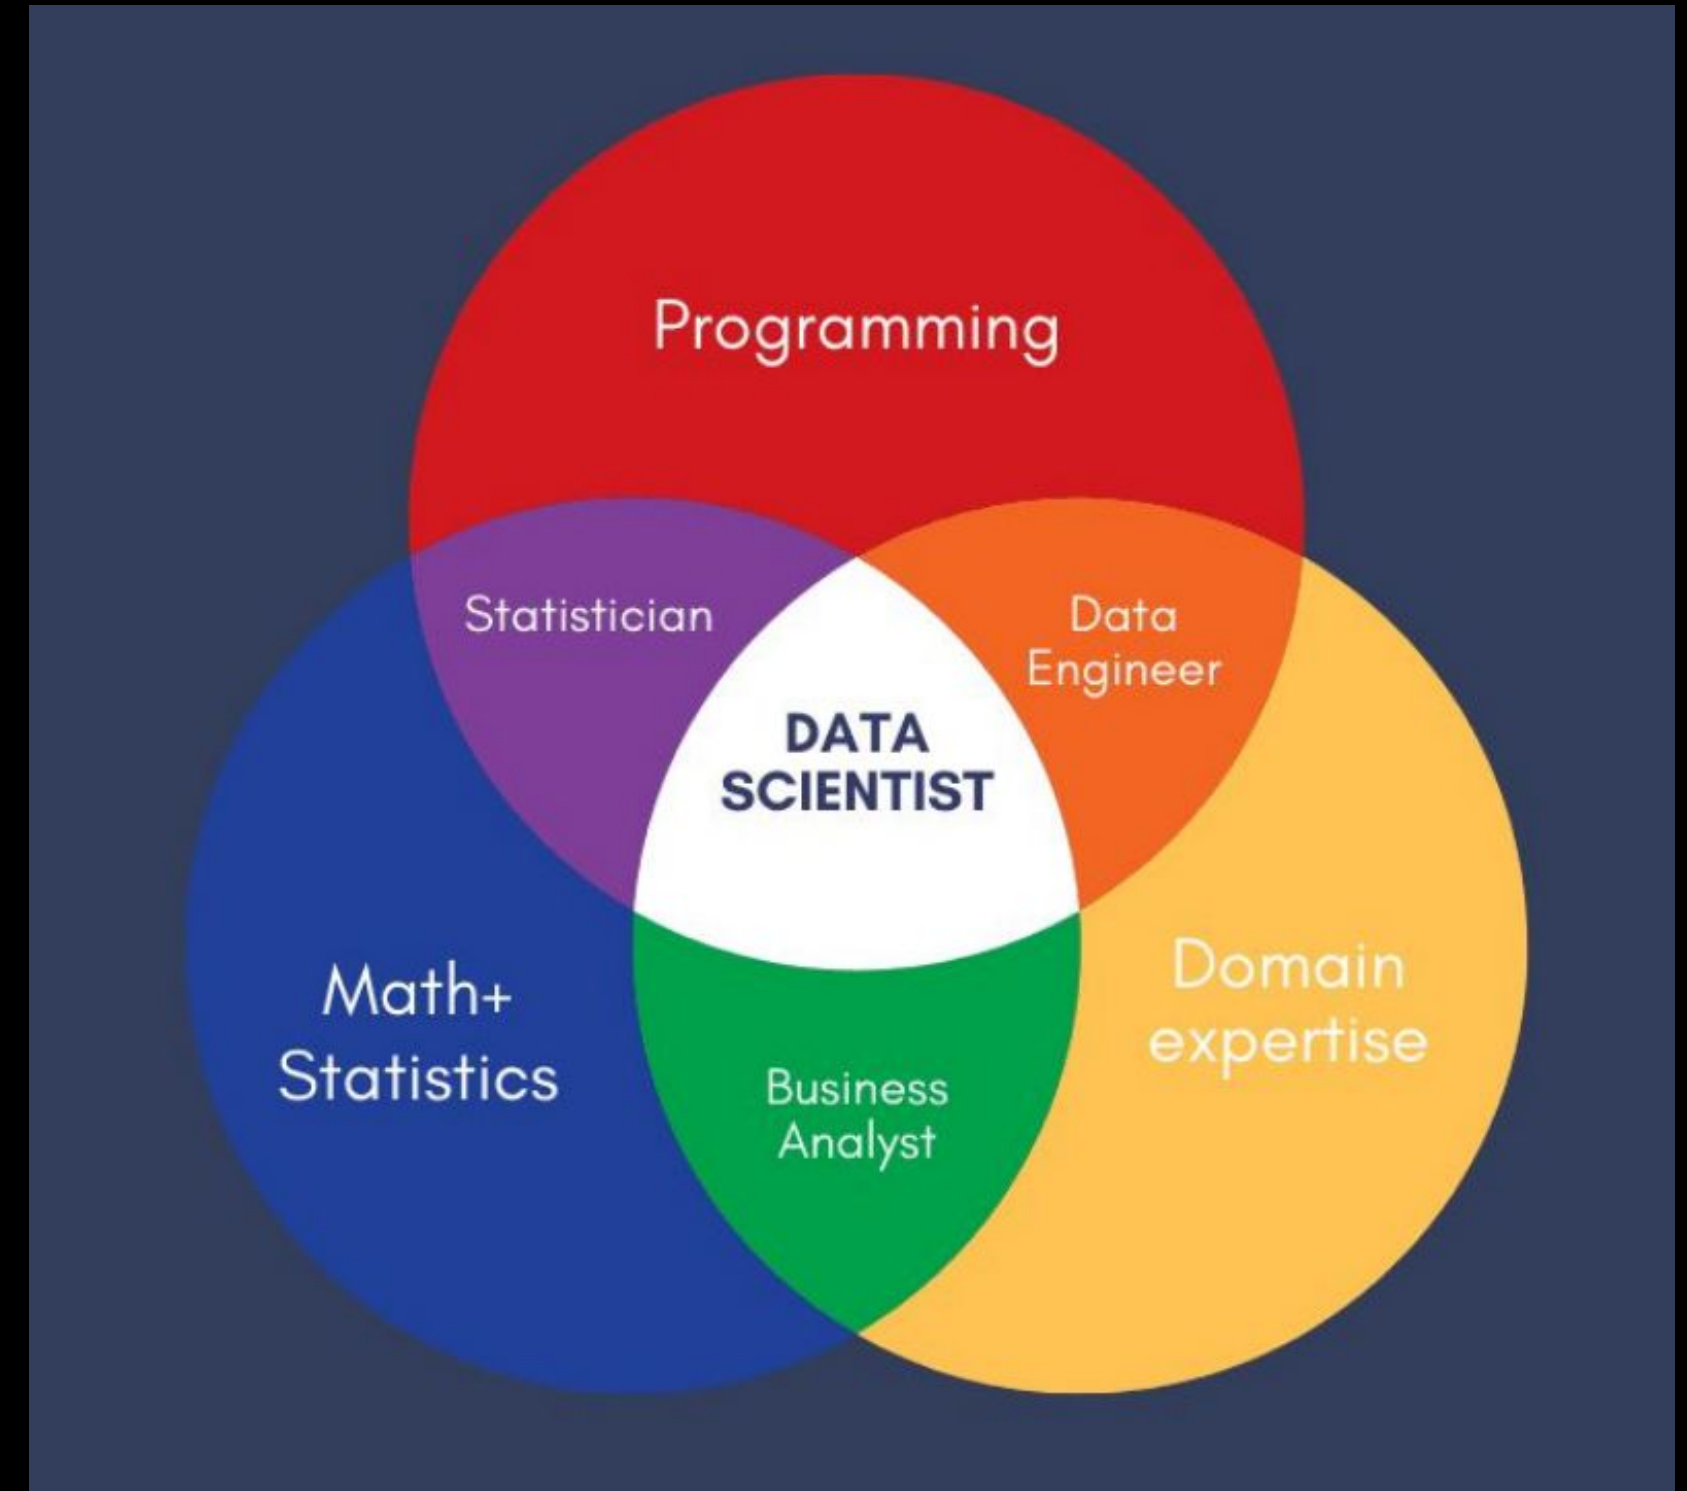 Programming
Statistician
Data
Engineer
DATA
SCIENTIST
Math+
Statistics
Domain
expertise
Business
Analyst